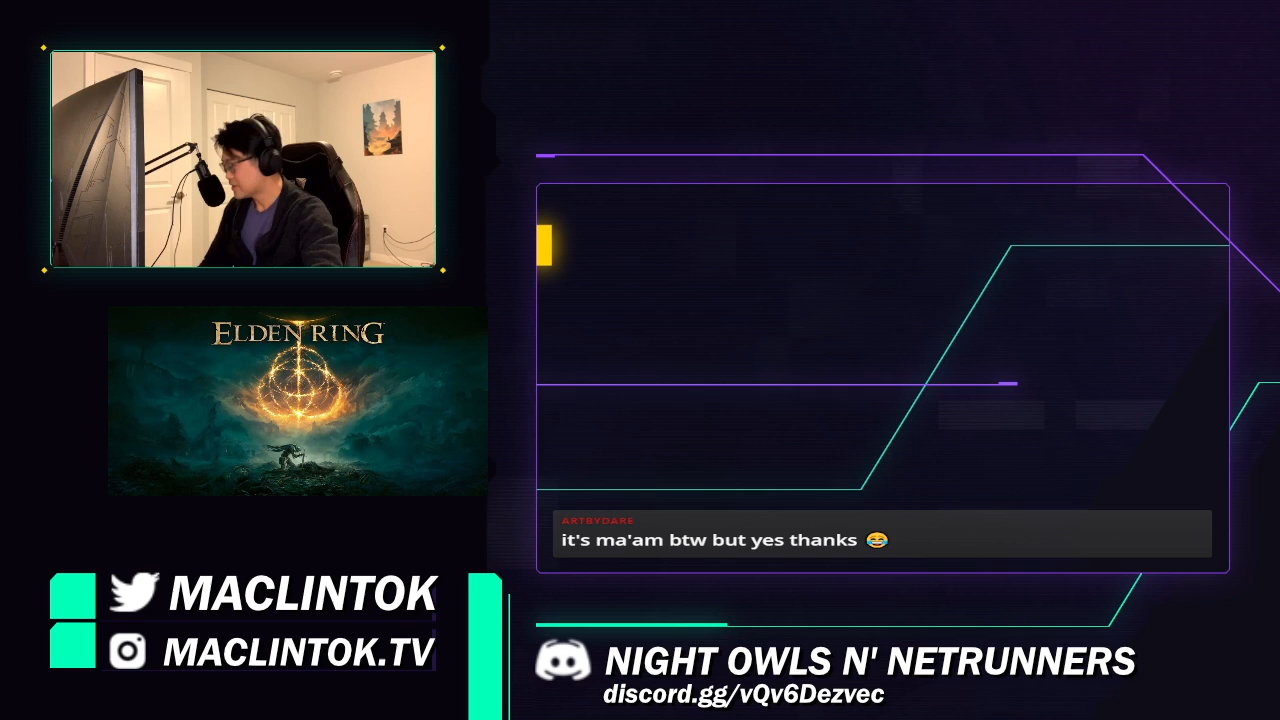 ELDEN RING
ARTBYDARE
it's ma'am btw but yes thanks 😂
MACLINTOK
MACLINTOK.TV
NIGHT OWLS N' NETRUNNERS
discord.gg/vQv6Dezvec